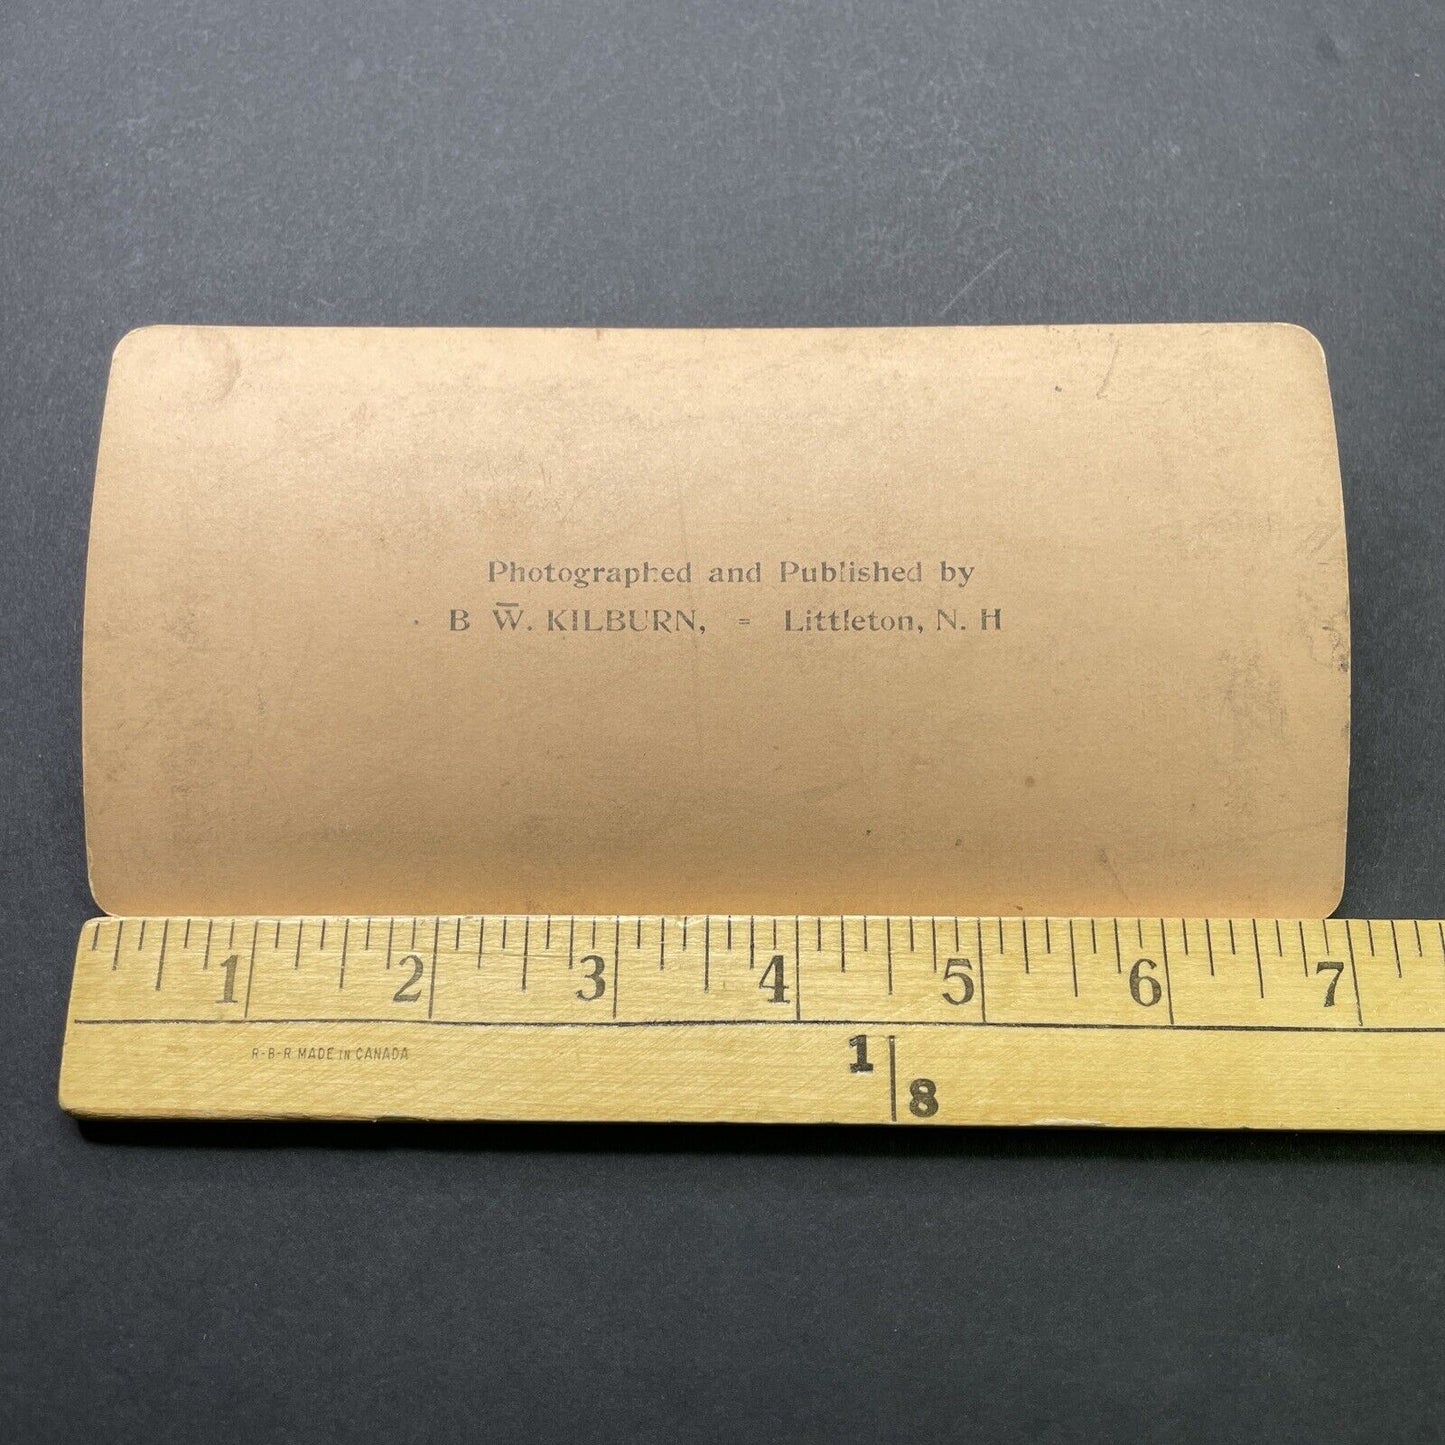 Photographed and Published by
B W. KILBURN, = Littleton, N. H
1 2 3 4 5 6 7
R-B-R MADE IN CANADA
1
8